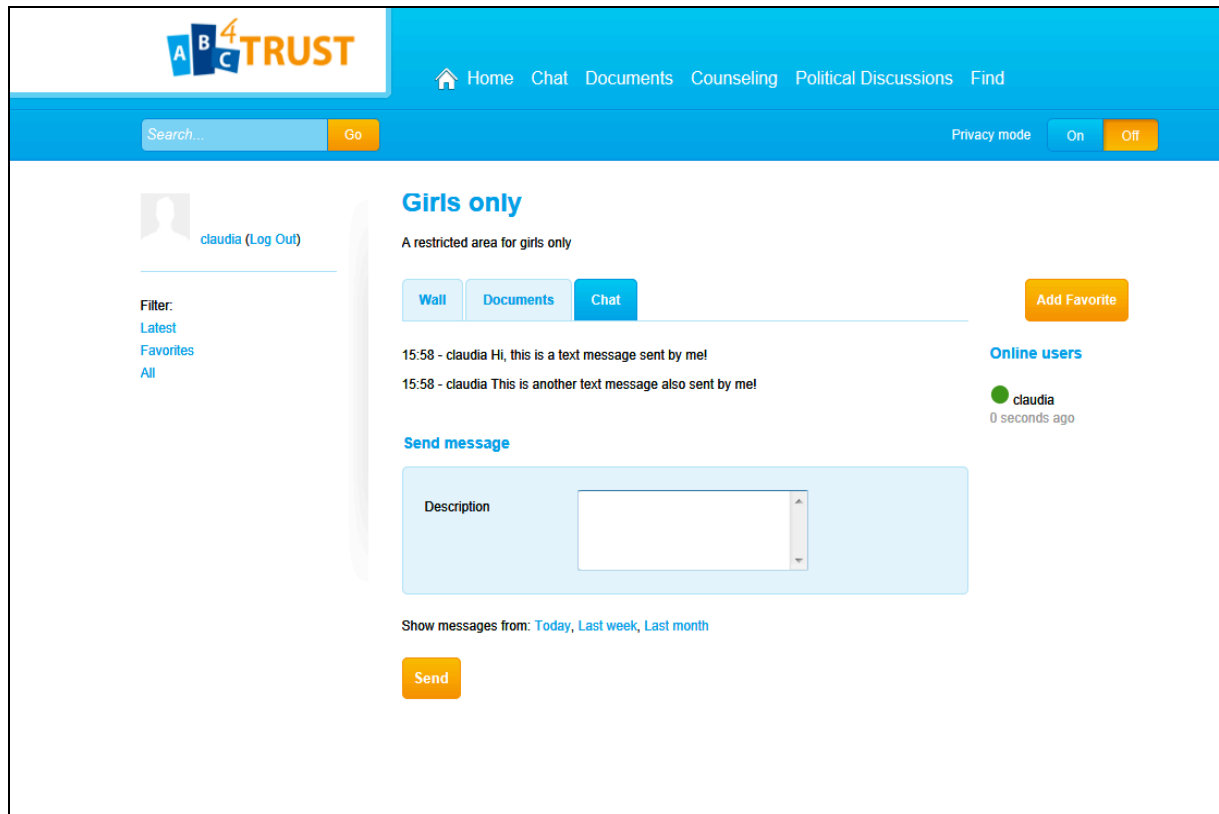 ABC4TRUST
Home Chat Documents Counseling Political Discussions Find
Search... Go Privacy mode On Off
claudia (Log Out)
Filter:
Latest
Favorites
All
Girls only
A restricted area for girls only
Wall Documents Chat
Add Favorite
15:58 - claudia Hi, this is a text message sent by me!
15:58 - claudia This is another text message also sent by me!
Online users
claudia
0 seconds ago
Send message
Description
Show messages from: Today, Last week, Last month
Send